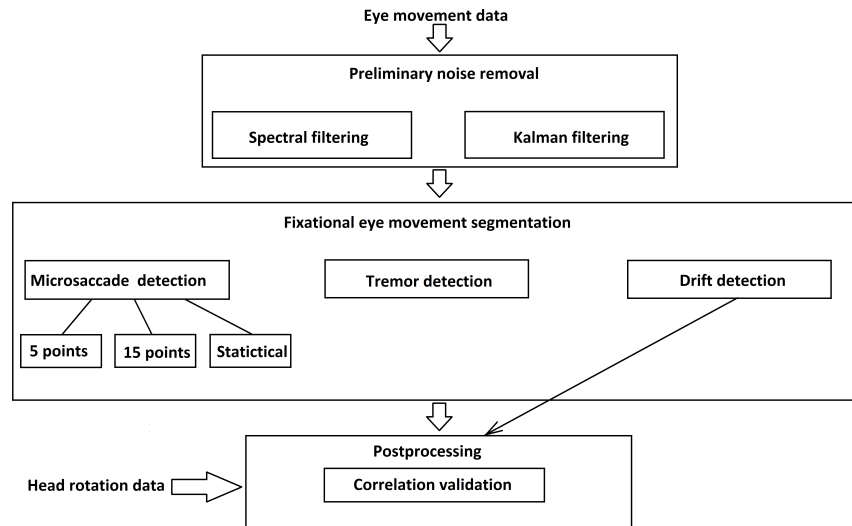 Eye movement data
Preliminary noise removal
Spectral filtering
Kalman filtering
Fixational eye movement segmentation
Microsaccade detection
Tremor detection
Drift detection
5 points
15 points
Statictical
Postprocessing
Head rotation data
Correlation validation